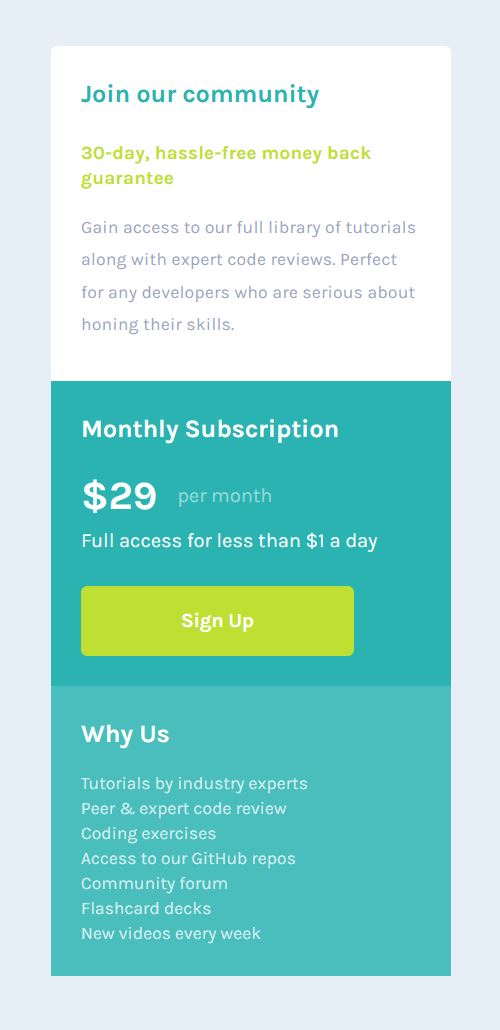 Join our community
30-day, hassle-free money back
guarantee
Gain access to our full library of tutorials
along with expert code reviews. Perfect
for any developers who are serious about
honing their skills.
Monthly Subscription
$29 per month
Full access for less than $1 a day
Sign Up
Why Us
Tutorials by industry experts
Peer & expert code review
Coding exercises
Access to our GitHub repos
Community forum
Flashcard decks
New videos every week